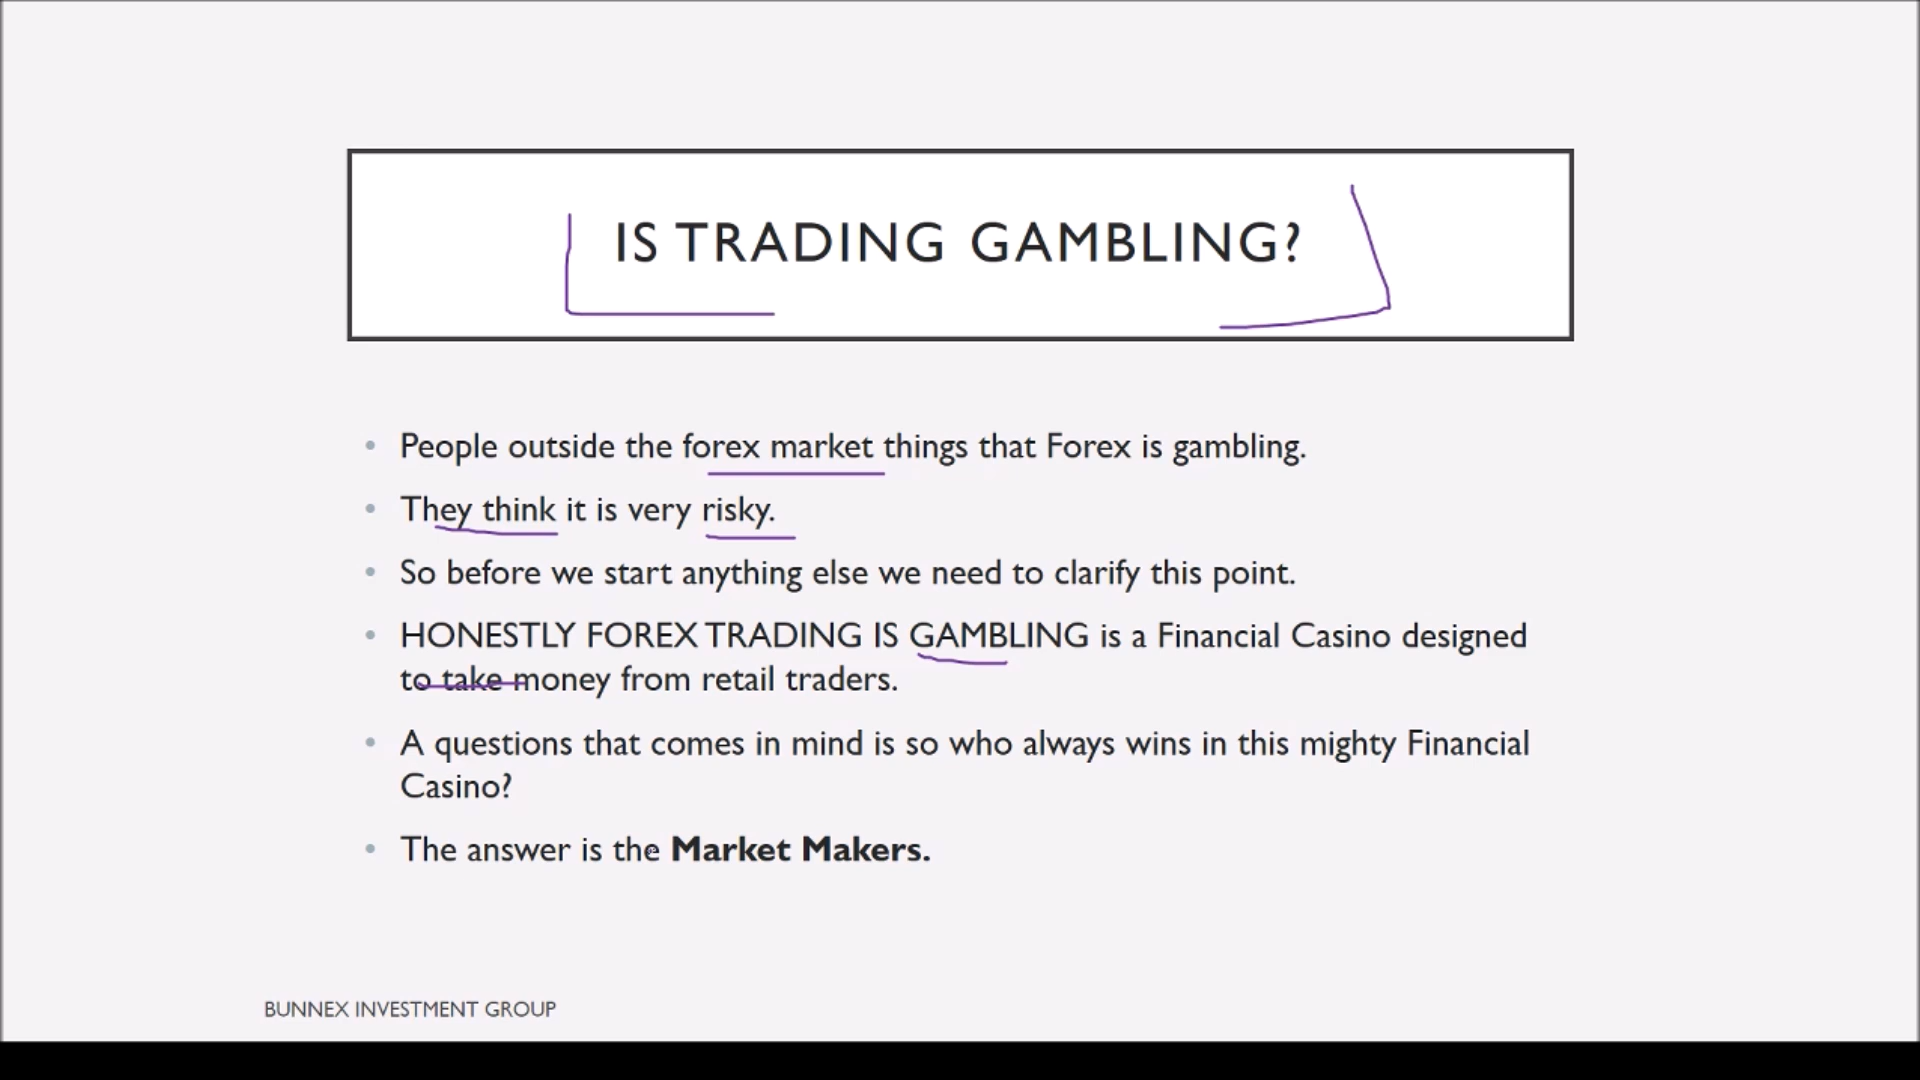 IS TRADING GAMBLING?
• People outside the forex market things that Forex is gambling.
• They think it is very risky.
• So before we start anything else we need to clarify this point.
• HONESTLY FOREX TRADING IS GAMBLING is a Financial Casino designed
to take money from retail traders.
• A questions that comes in mind is so who always wins in this mighty Financial
Casino?
• The answer is the Market Makers.
BUNNEX INVESTMENT GROUP